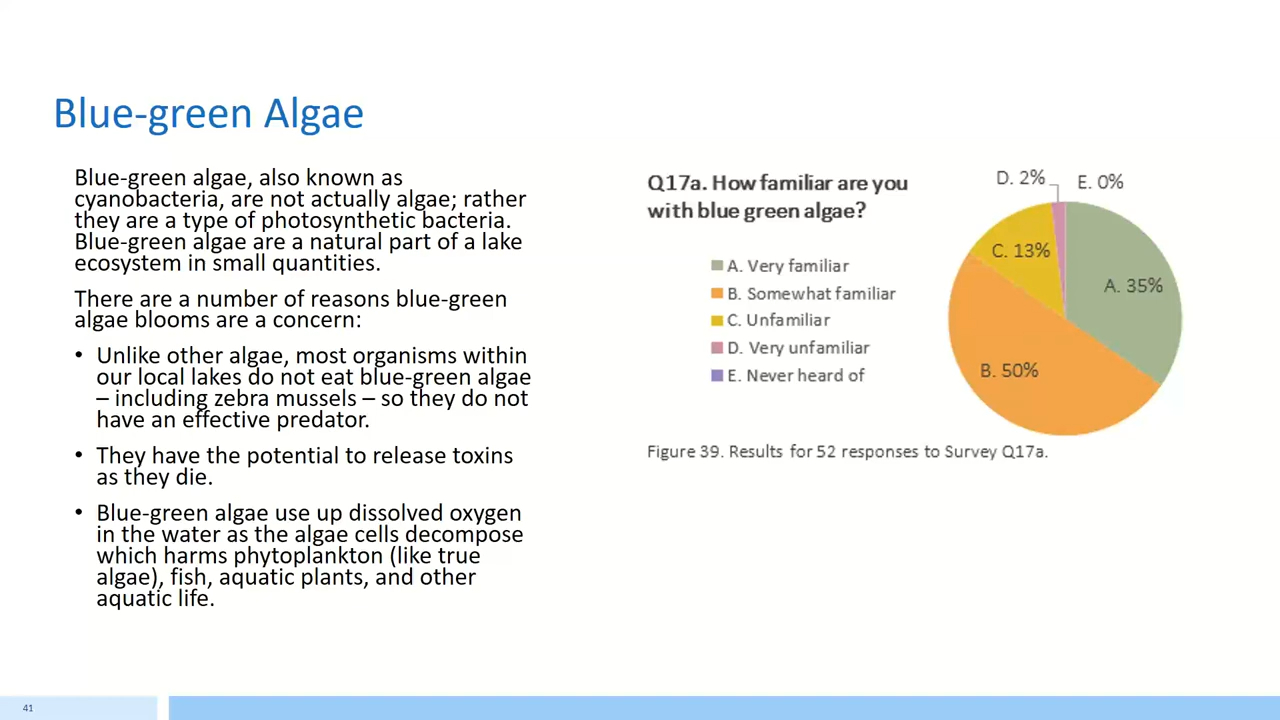 Blue-green Algae
Blue-green algae, also known as
cyanobacteria, are not actually algae; rather
they are a type of photosynthetic bacteria.
Blue-green algae are a natural part of a lake
ecosystem in small quantities.
There are a number of reasons blue-green
algae blooms are a concern:
• Unlike other algae, most organisms within
our local lakes do not eat blue-green algae
– including zebra mussels – so they do not
have an effective predator.
• They have the potential to release toxins
as they die.
• Blue-green algae use up dissolved oxygen
in the water as the algae cells decompose
which harms phytoplankton (like true
algae), fish, aquatic plants, and other
aquatic life.
Q17a. How familiar are you
with blue green algae?
A. Very familiar
B. Somewhat familiar
C. Unfamiliar
D. Very unfamiliar
E. Never heard of
D. 2%
E. 0%
C. 13%
A. 35%
B. 50%
Figure 39. Results for 52 responses to Survey Q17a.
41